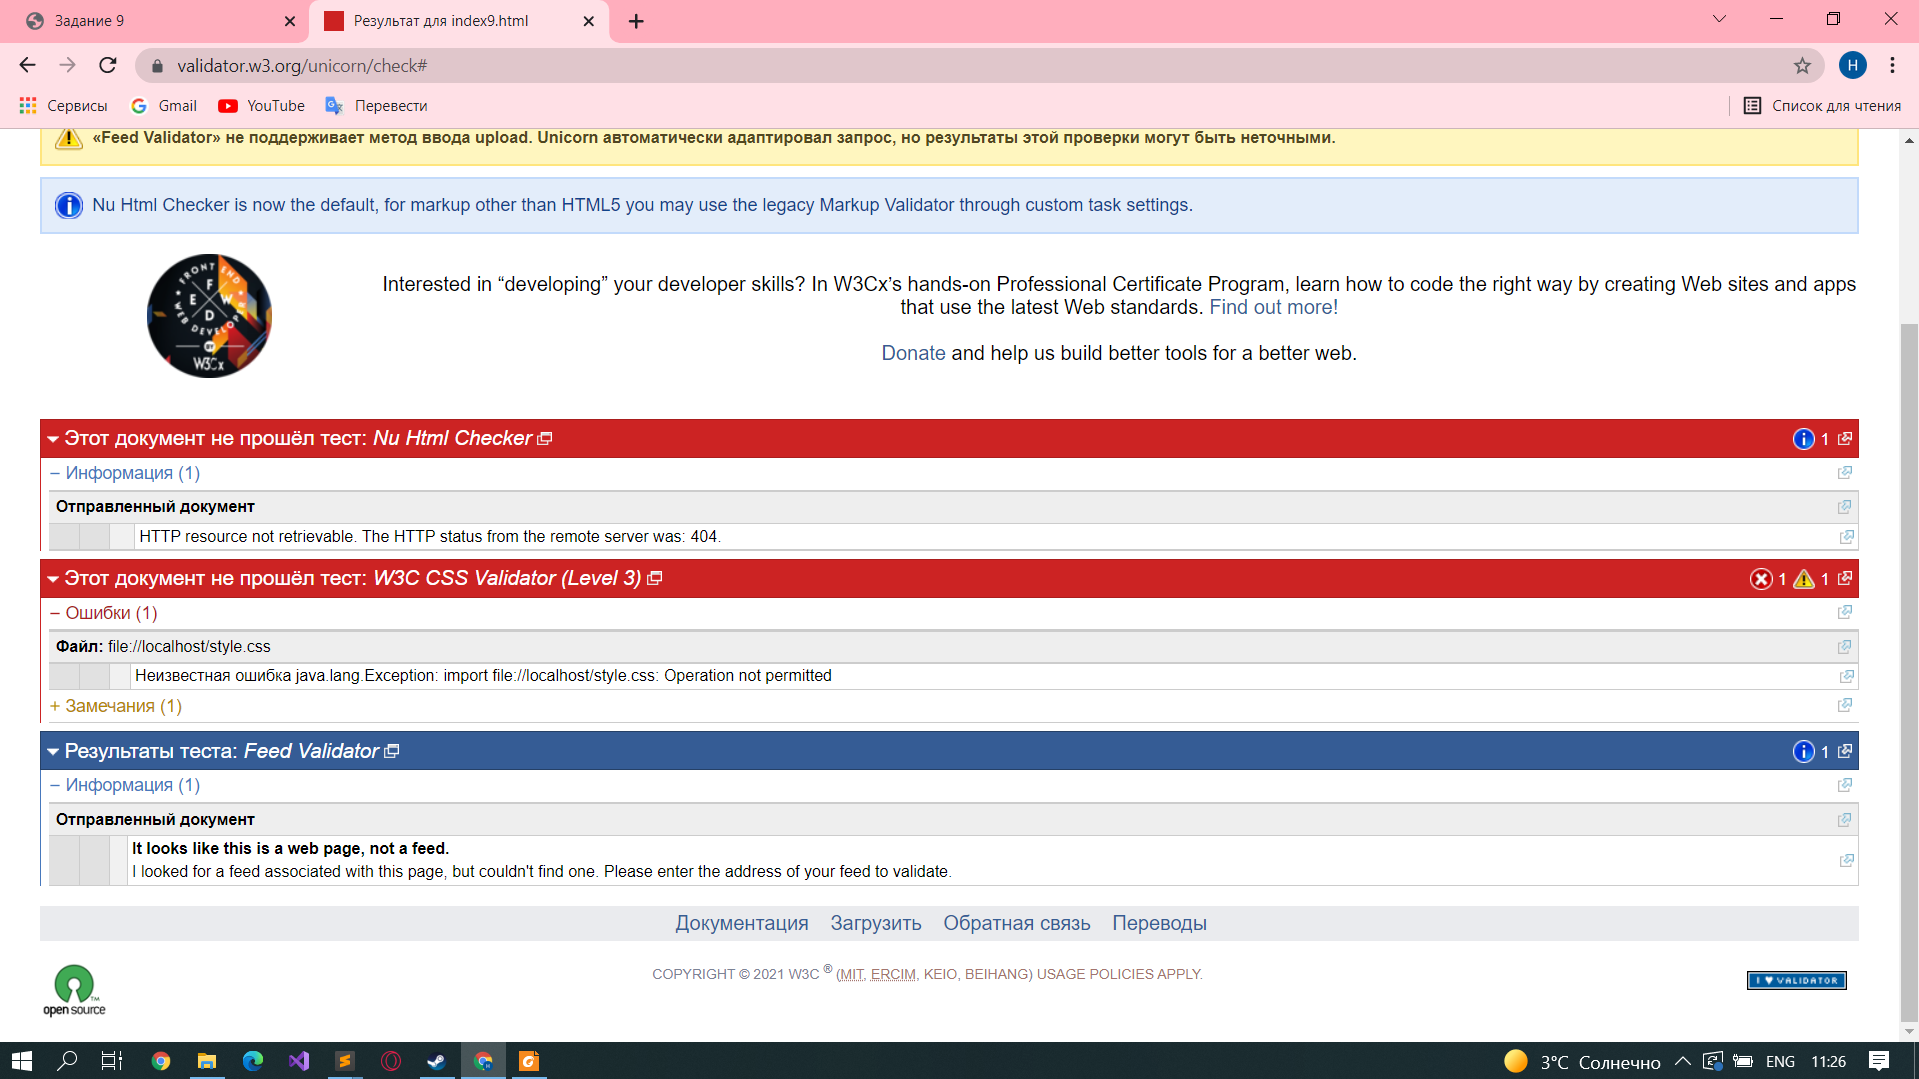 Задание 9
Результат для index9.html
validator.w3.org/unicorn/check#
H
Сервисы
Gmail
YouTube
Перевести
Список для чтения
«Feed Validator» не поддерживает метод ввода upload. Unicorn автоматически адаптировал запрос, но результаты этой проверки могут быть неточными.
Nu Html Checker is now the default, for markup other than HTML5 you may use the legacy Markup Validator through custom task settings.
FRONT END
WEB DEVELOPER
F
E W
D
BY
W3Cx
Interested in “developing” your developer skills? In W3Cx’s hands-on Professional Certificate Program, learn how to code the right way by creating Web sites and apps
that use the latest Web standards. Find out more!
Donate and help us build better tools for a better web.
Этот документ не прошёл тест: Nu Html Checker
1
– Информация (1)
Отправленный документ
HTTP resource not retrievable. The HTTP status from the remote server was: 404.
Этот документ не прошёл тест: W3C CSS Validator (Level 3)
1 1
– Ошибки (1)
Файл: file://localhost/style.css
Неизвестная ошибка java.lang.Exception: import file://localhost/style.css: Operation not permitted
+ Замечания (1)
Результаты теста: Feed Validator
1
– Информация (1)
Отправленный документ
It looks like this is a web page, not a feed.
I looked for a feed associated with this page, but couldn't find one. Please enter the address of your feed to validate.
Документация Загрузить Обратная связь Переводы
COPYRIGHT © 2021 W3C ® (MIT, ERCIM, KEIO, BEIHANG) USAGE POLICIES APPLY.
open source
TM
I ♥ VALIDATOR
3°C Солнечно
ENG
11:26